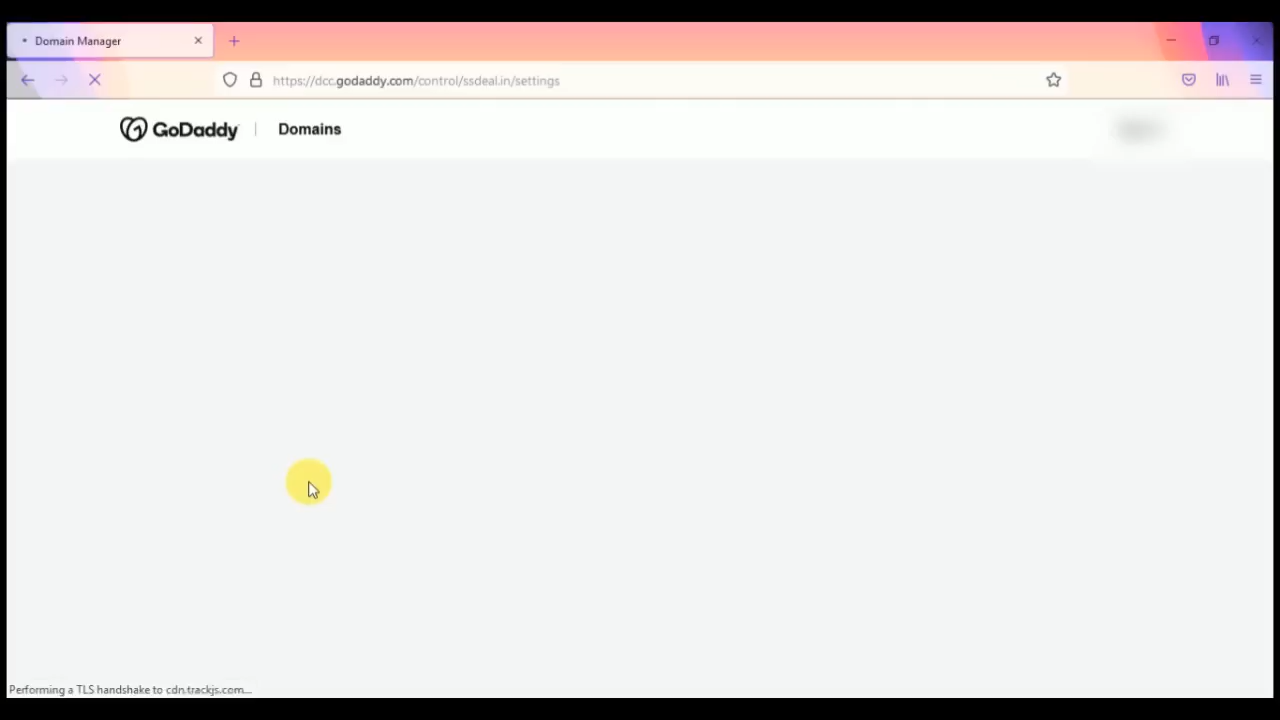 Domain Manager
https://dcc.godaddy.com/control/ssdeal.in/settings
GoDaddy
Domains
Performing a TLS handshake to cdn.trackjs.com...